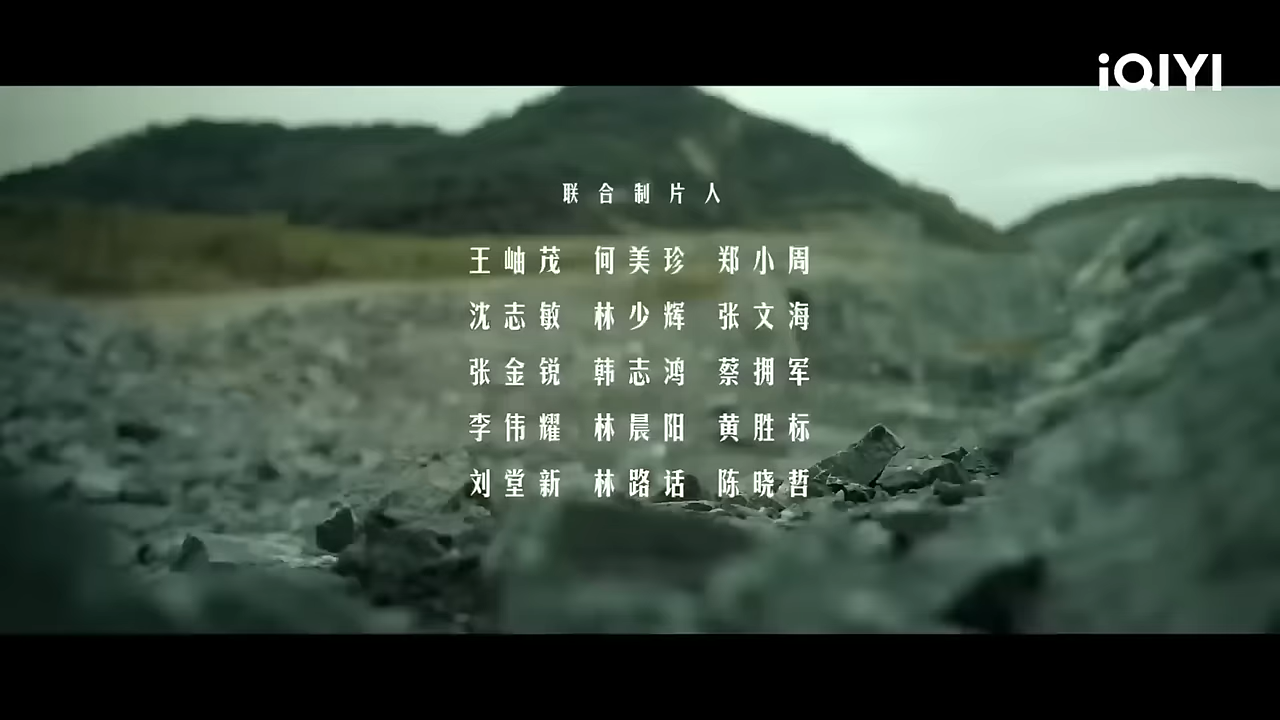 iQIYI
联合制片人
王岫茂 何美珍 郑小周
沈志敏 林少辉 张文海
张金锐 韩志鸿 蔡拥军
李伟耀 林晨阳 黄胜标
刘堂新 林路话 陈晓哲